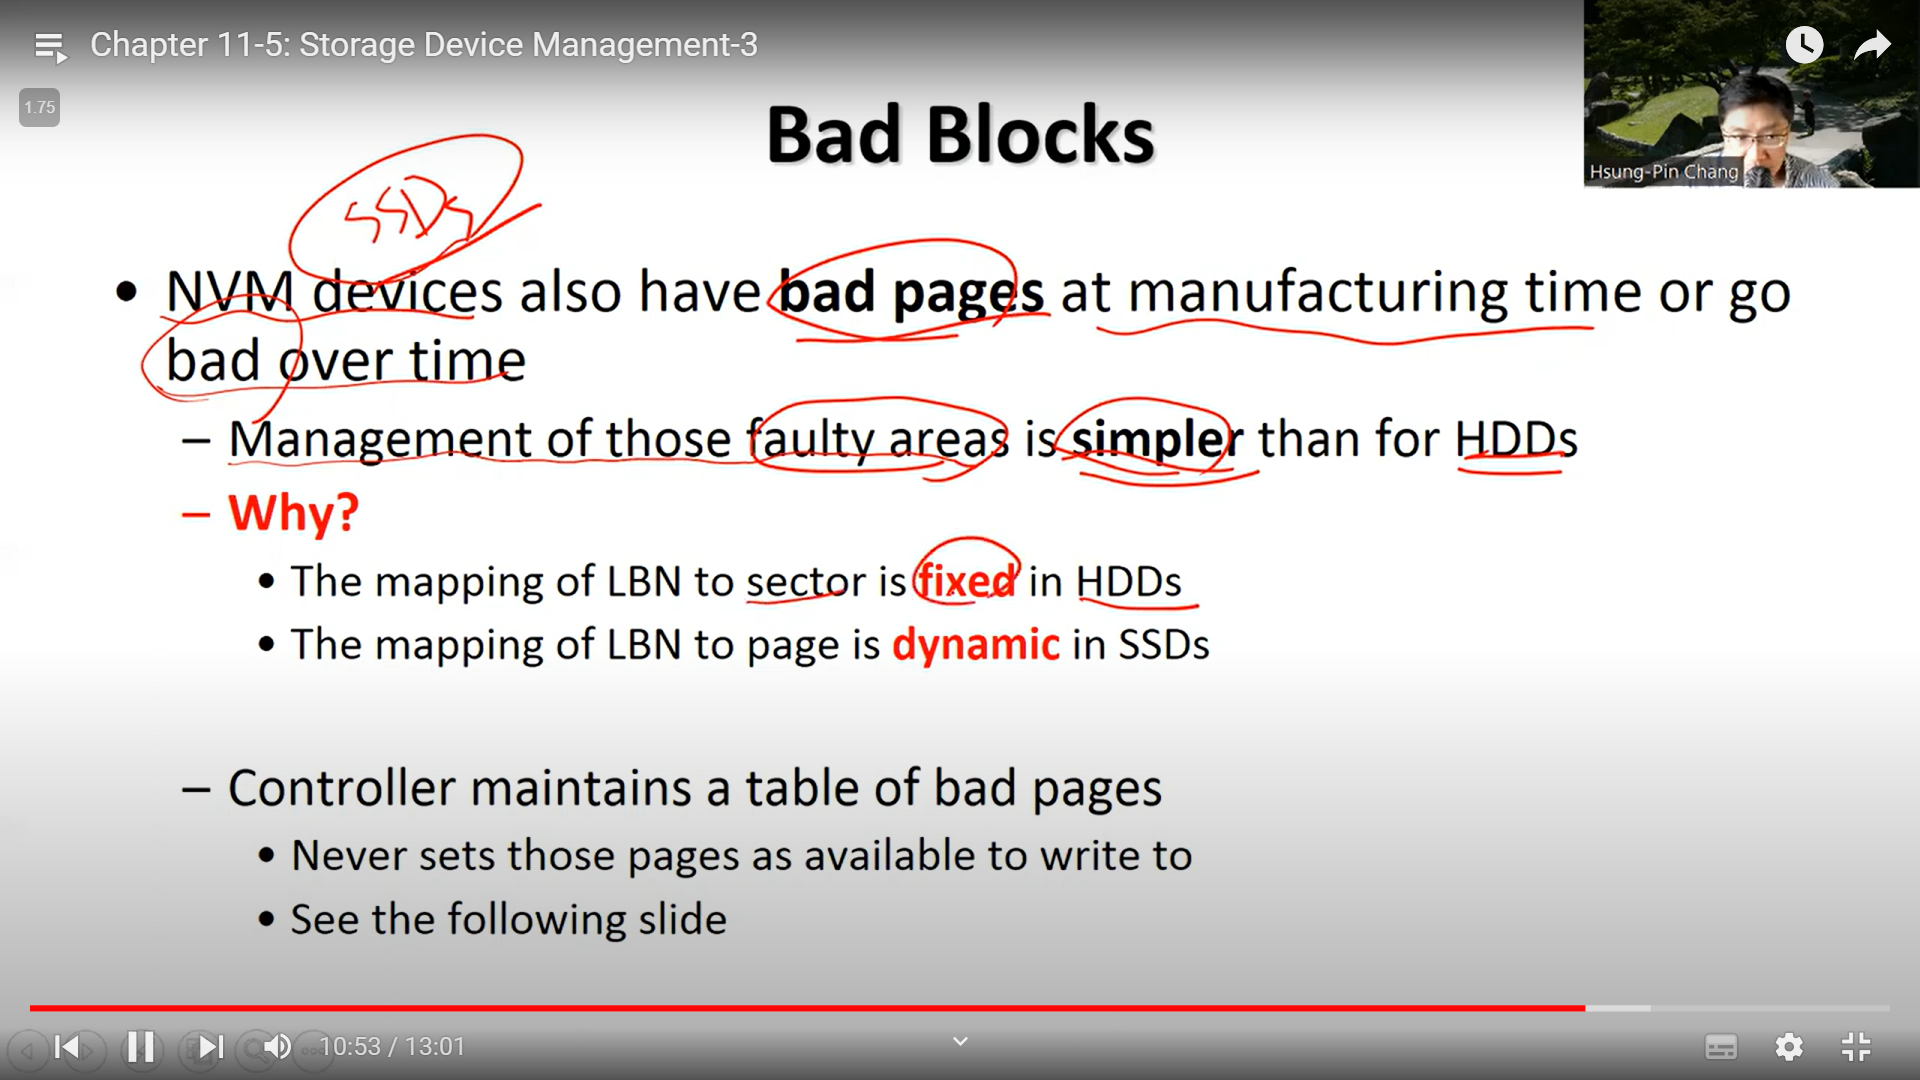 Chapter 11-5: Storage Device Management-3
1.75
Hsung-Pin Chang
Bad Blocks
SSDs
• NVM devices also have bad pages at manufacturing time or go
bad over time
– Management of those faulty areas is simpler than for HDDs
– Why?
• The mapping of LBN to sector is fixed in HDDs
• The mapping of LBN to page is dynamic in SSDs
– Controller maintains a table of bad pages
• Never sets those pages as available to write to
• See the following slide
10:53 / 13:01